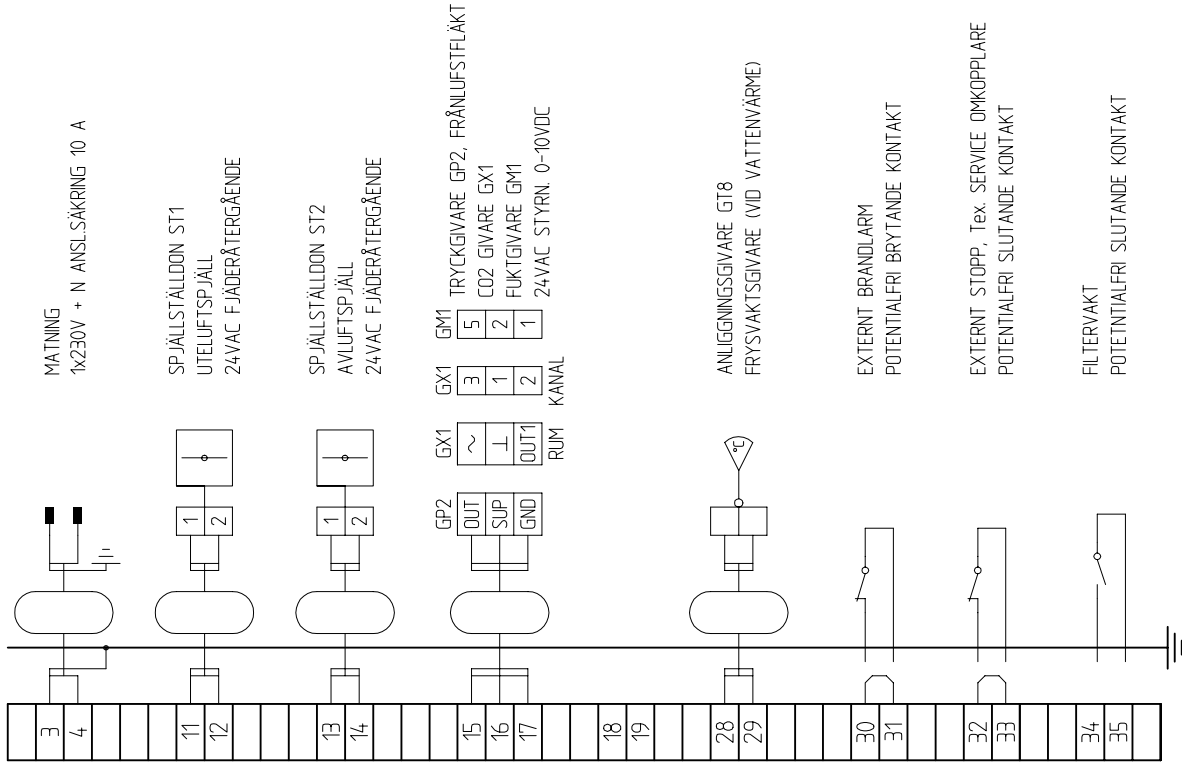 MATNING
1x230V + N ANSL.SÄKRING 10 A
3
4
SPJÄLLSTÄLLDON ST1
UTELUFTSPJÄLL
24VAC FJÄDERÅTERGÅENDE
1
2
11
12
SPJÄLLSTÄLLDON ST2
AVLUFTSPJÄLL
24VAC FJÄDERÅTERGÅENDE
1
2
13
14
TRYCKGIVARE GP2, FRÅNLUFTSFLÄKT
CO2 GIVARE GX1
FUKTGIVARE GM1
24VAC STYRN. 0-10VDC
GP2
OUT
SUP
GND
GX1
~
⊥
OUT1
RUM
GX1
3
1
2
KANAL
GM1
5
2
1
15
16
17
18
19
ANLIGGNINGSGIVARE GT8
FRYSVAKTSGIVARE (VID VATTENVÄRME)
°C
28
29
EXTERNT BRANDLARM
POTENTIALFRI BRYTANDE KONTAKT
30
31
EXTERNT STOPP, Tex. SERVICE OMKOPPLARE
POTENTIALFRI SLUTANDE KONTAKT
32
33
FILTERVAKT
POTETNTIALFRI SLUTANDE KONTAKT
34
35